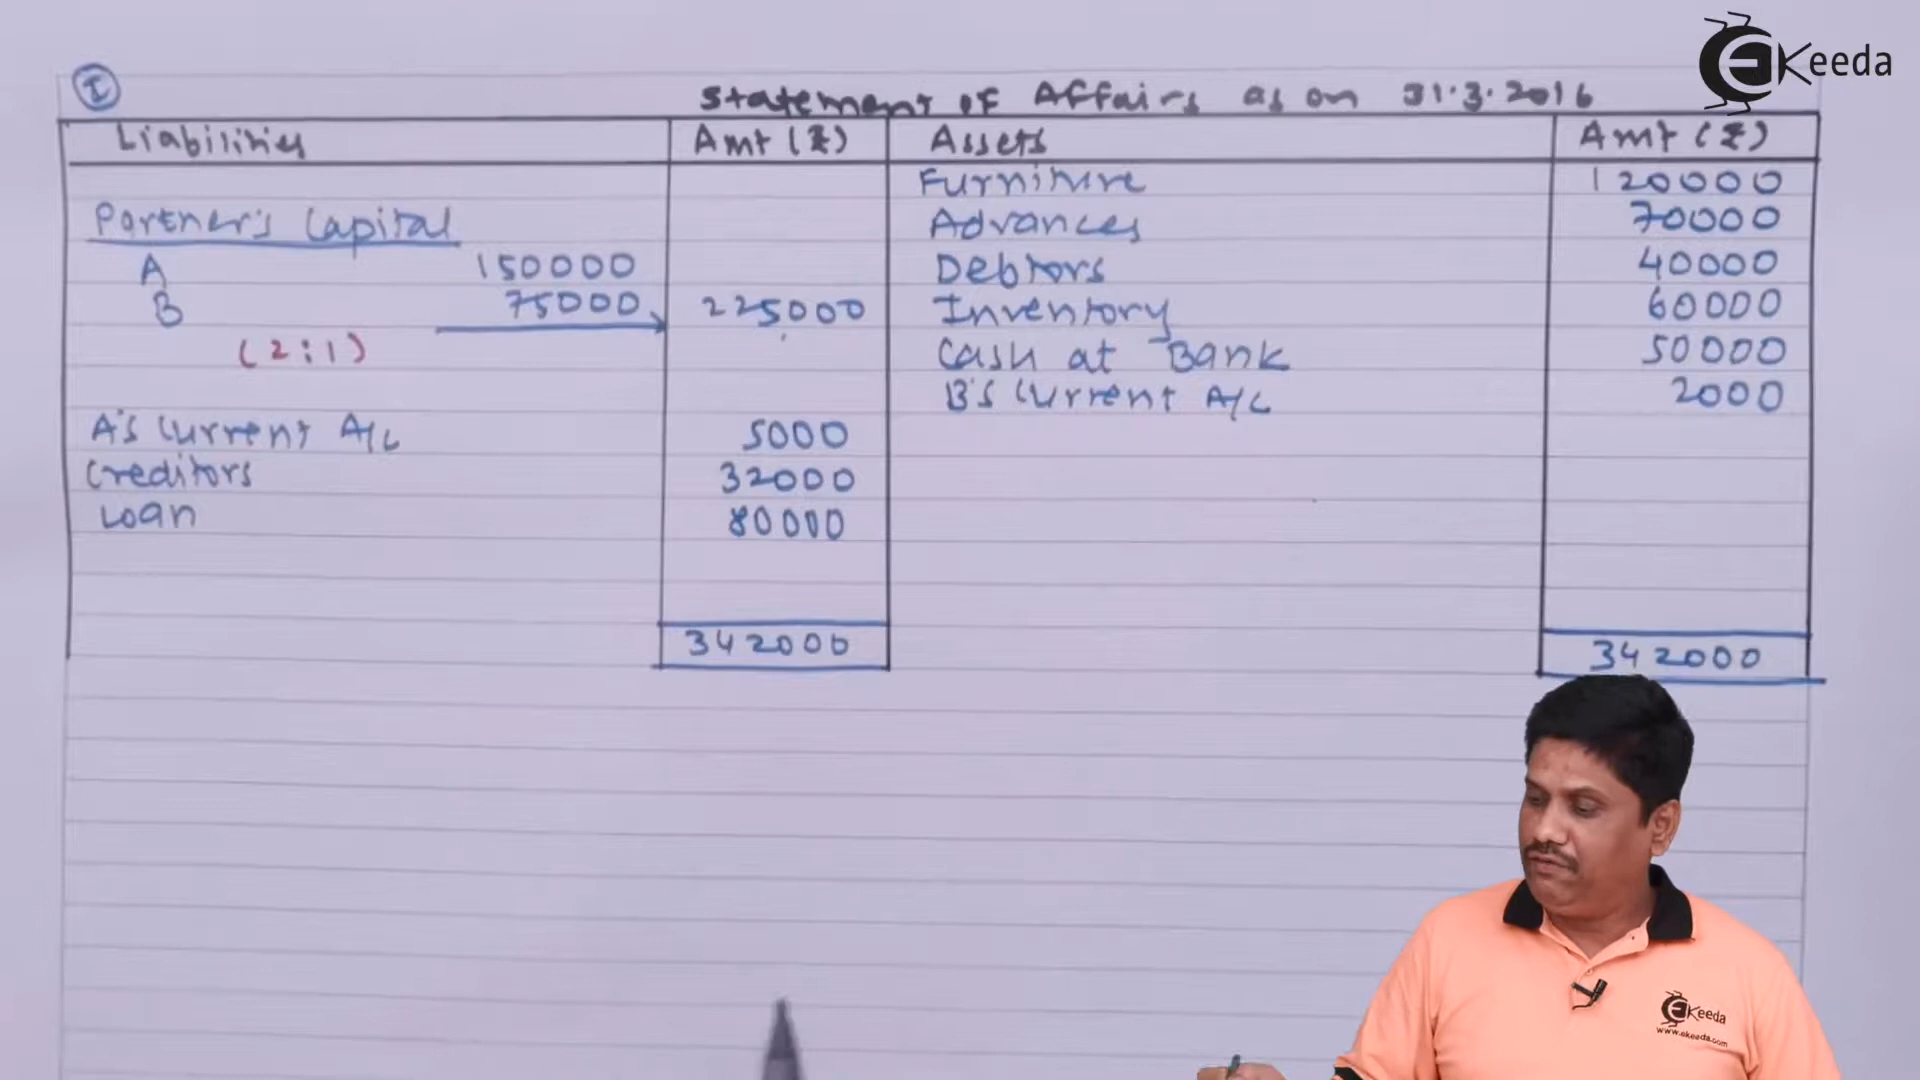 EKeeda
I
Statement of Affairs as on 31.3.2016
Liabilities Amt (₹) Assets Amt (₹)
Furniture 120000
Partner's Capital Advances 70000
A 150000 Debtors 40000
B 75000 225000 Inventory 60000
(2:1) Cash at Bank 50000
B's Current A/c 2000
A's Current A/c 5000
Creditors 32000
Loan 80000
342000 342000
EKeeda
www.ekeeda.com